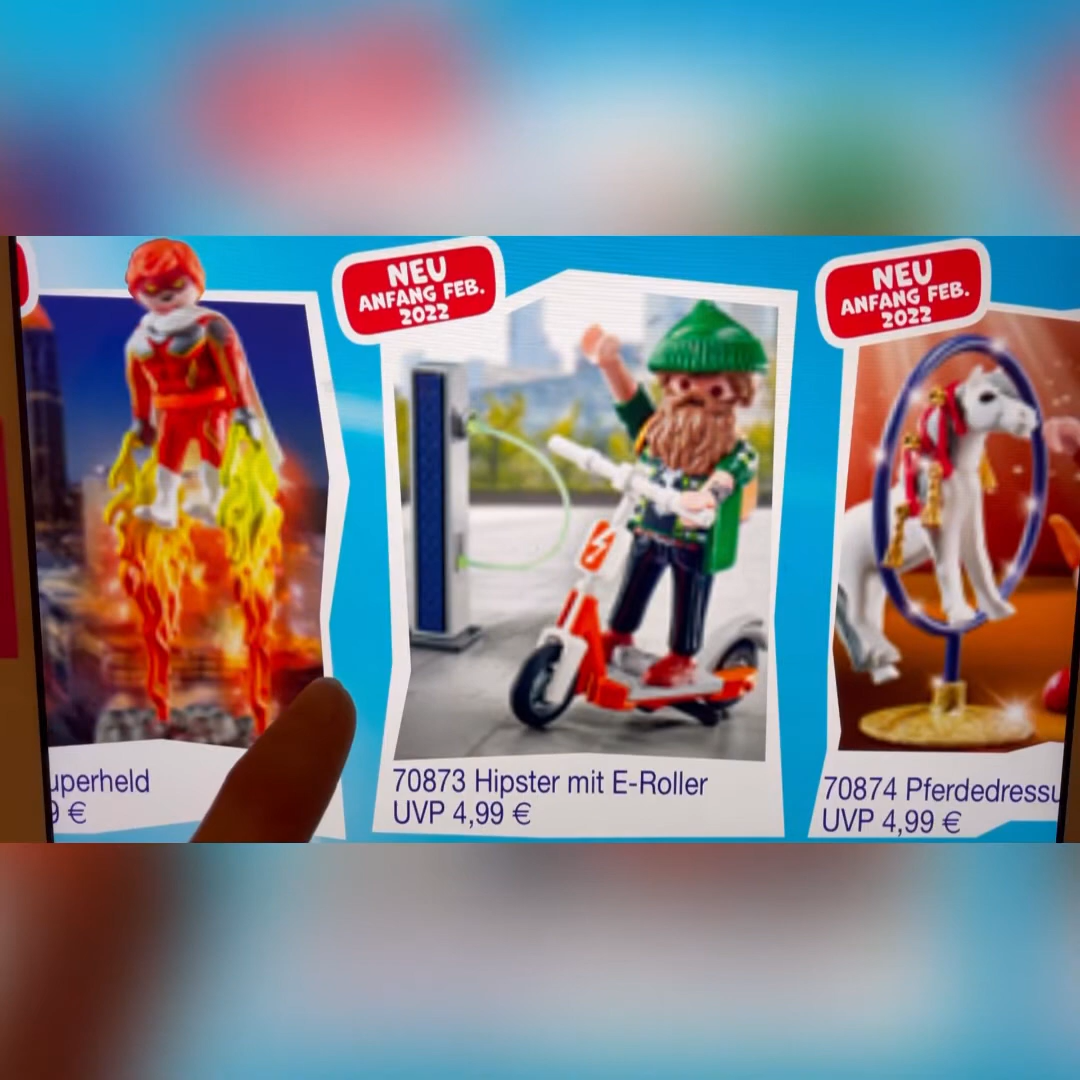 NEU
ANFANG FEB.
2022
NEU
ANFANG FEB.
2022
uperheld
9 €
70873 Hipster mit E-Roller
UVP 4,99 €
70874 Pferdedressu
UVP 4,99 €